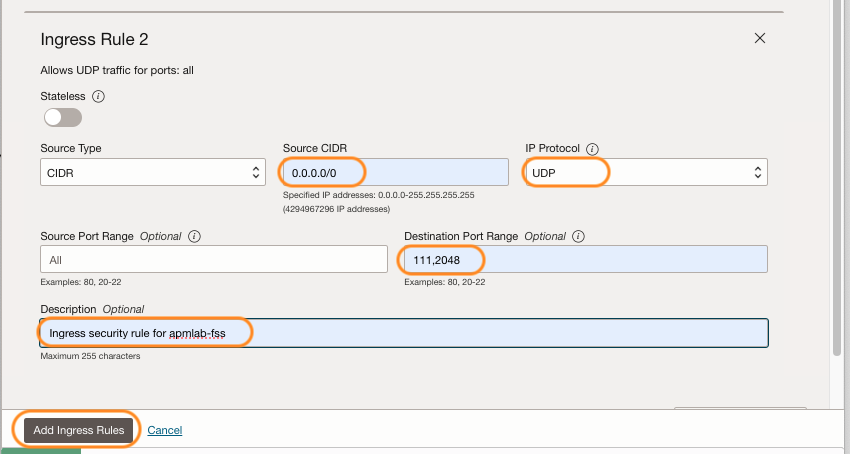 Ingress Rule 2
Allows UDP traffic for ports: all
Stateless
Source Type
Source CIDR
IP Protocol
CIDR
0.0.0.0/0
UDP
Specified IP addresses: 0.0.0.0-255.255.255.255
(4294967296 IP addresses)
Source Port Range Optional
Destination Port Range Optional
All
111,2048
Examples: 80, 20-22
Examples: 80, 20-22
Description Optional
Ingress security rule for apmlab-fss
Maximum 255 characters
Add Ingress Rules
Cancel